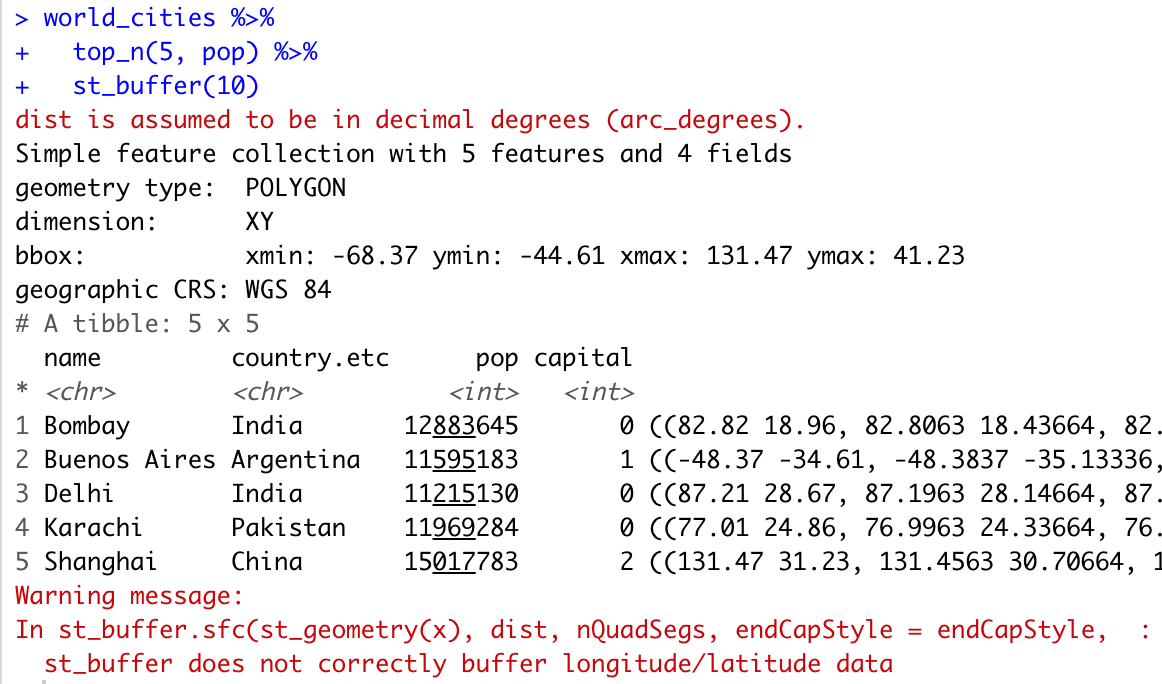 > world_cities %>%
+   top_n(5, pop) %>%
+   st_buffer(10)
dist is assumed to be in decimal degrees (arc_degrees).
Simple feature collection with 5 features and 4 fields
geometry type:  POLYGON
dimension:      XY
bbox:           xmin: -68.37 ymin: -44.61 xmax: 131.47 ymax: 41.23
geographic CRS: WGS 84
# A tibble: 5 x 5
  name         country.etc      pop capital
* <chr>        <chr>          <int>   <int>
1 Bombay       India       12883645       0 ((82.82 18.96, 82.8063 18.43664, 82.
2 Buenos Aires Argentina   11595183       1 ((-48.37 -34.61, -48.3837 -35.13336,
3 Delhi        India       11215130       0 ((87.21 28.67, 87.1963 28.14664, 87.
4 Karachi      Pakistan    11969284       0 ((77.01 24.86, 76.9963 24.33664, 76.
5 Shanghai     China       15017783       2 ((131.47 31.23, 131.4563 30.70664, 1
Warning message:
In st_buffer.sfc(st_geometry(x), dist, nQuadSegs, endCapStyle = endCapStyle,  :
  st_buffer does not correctly buffer longitude/latitude data